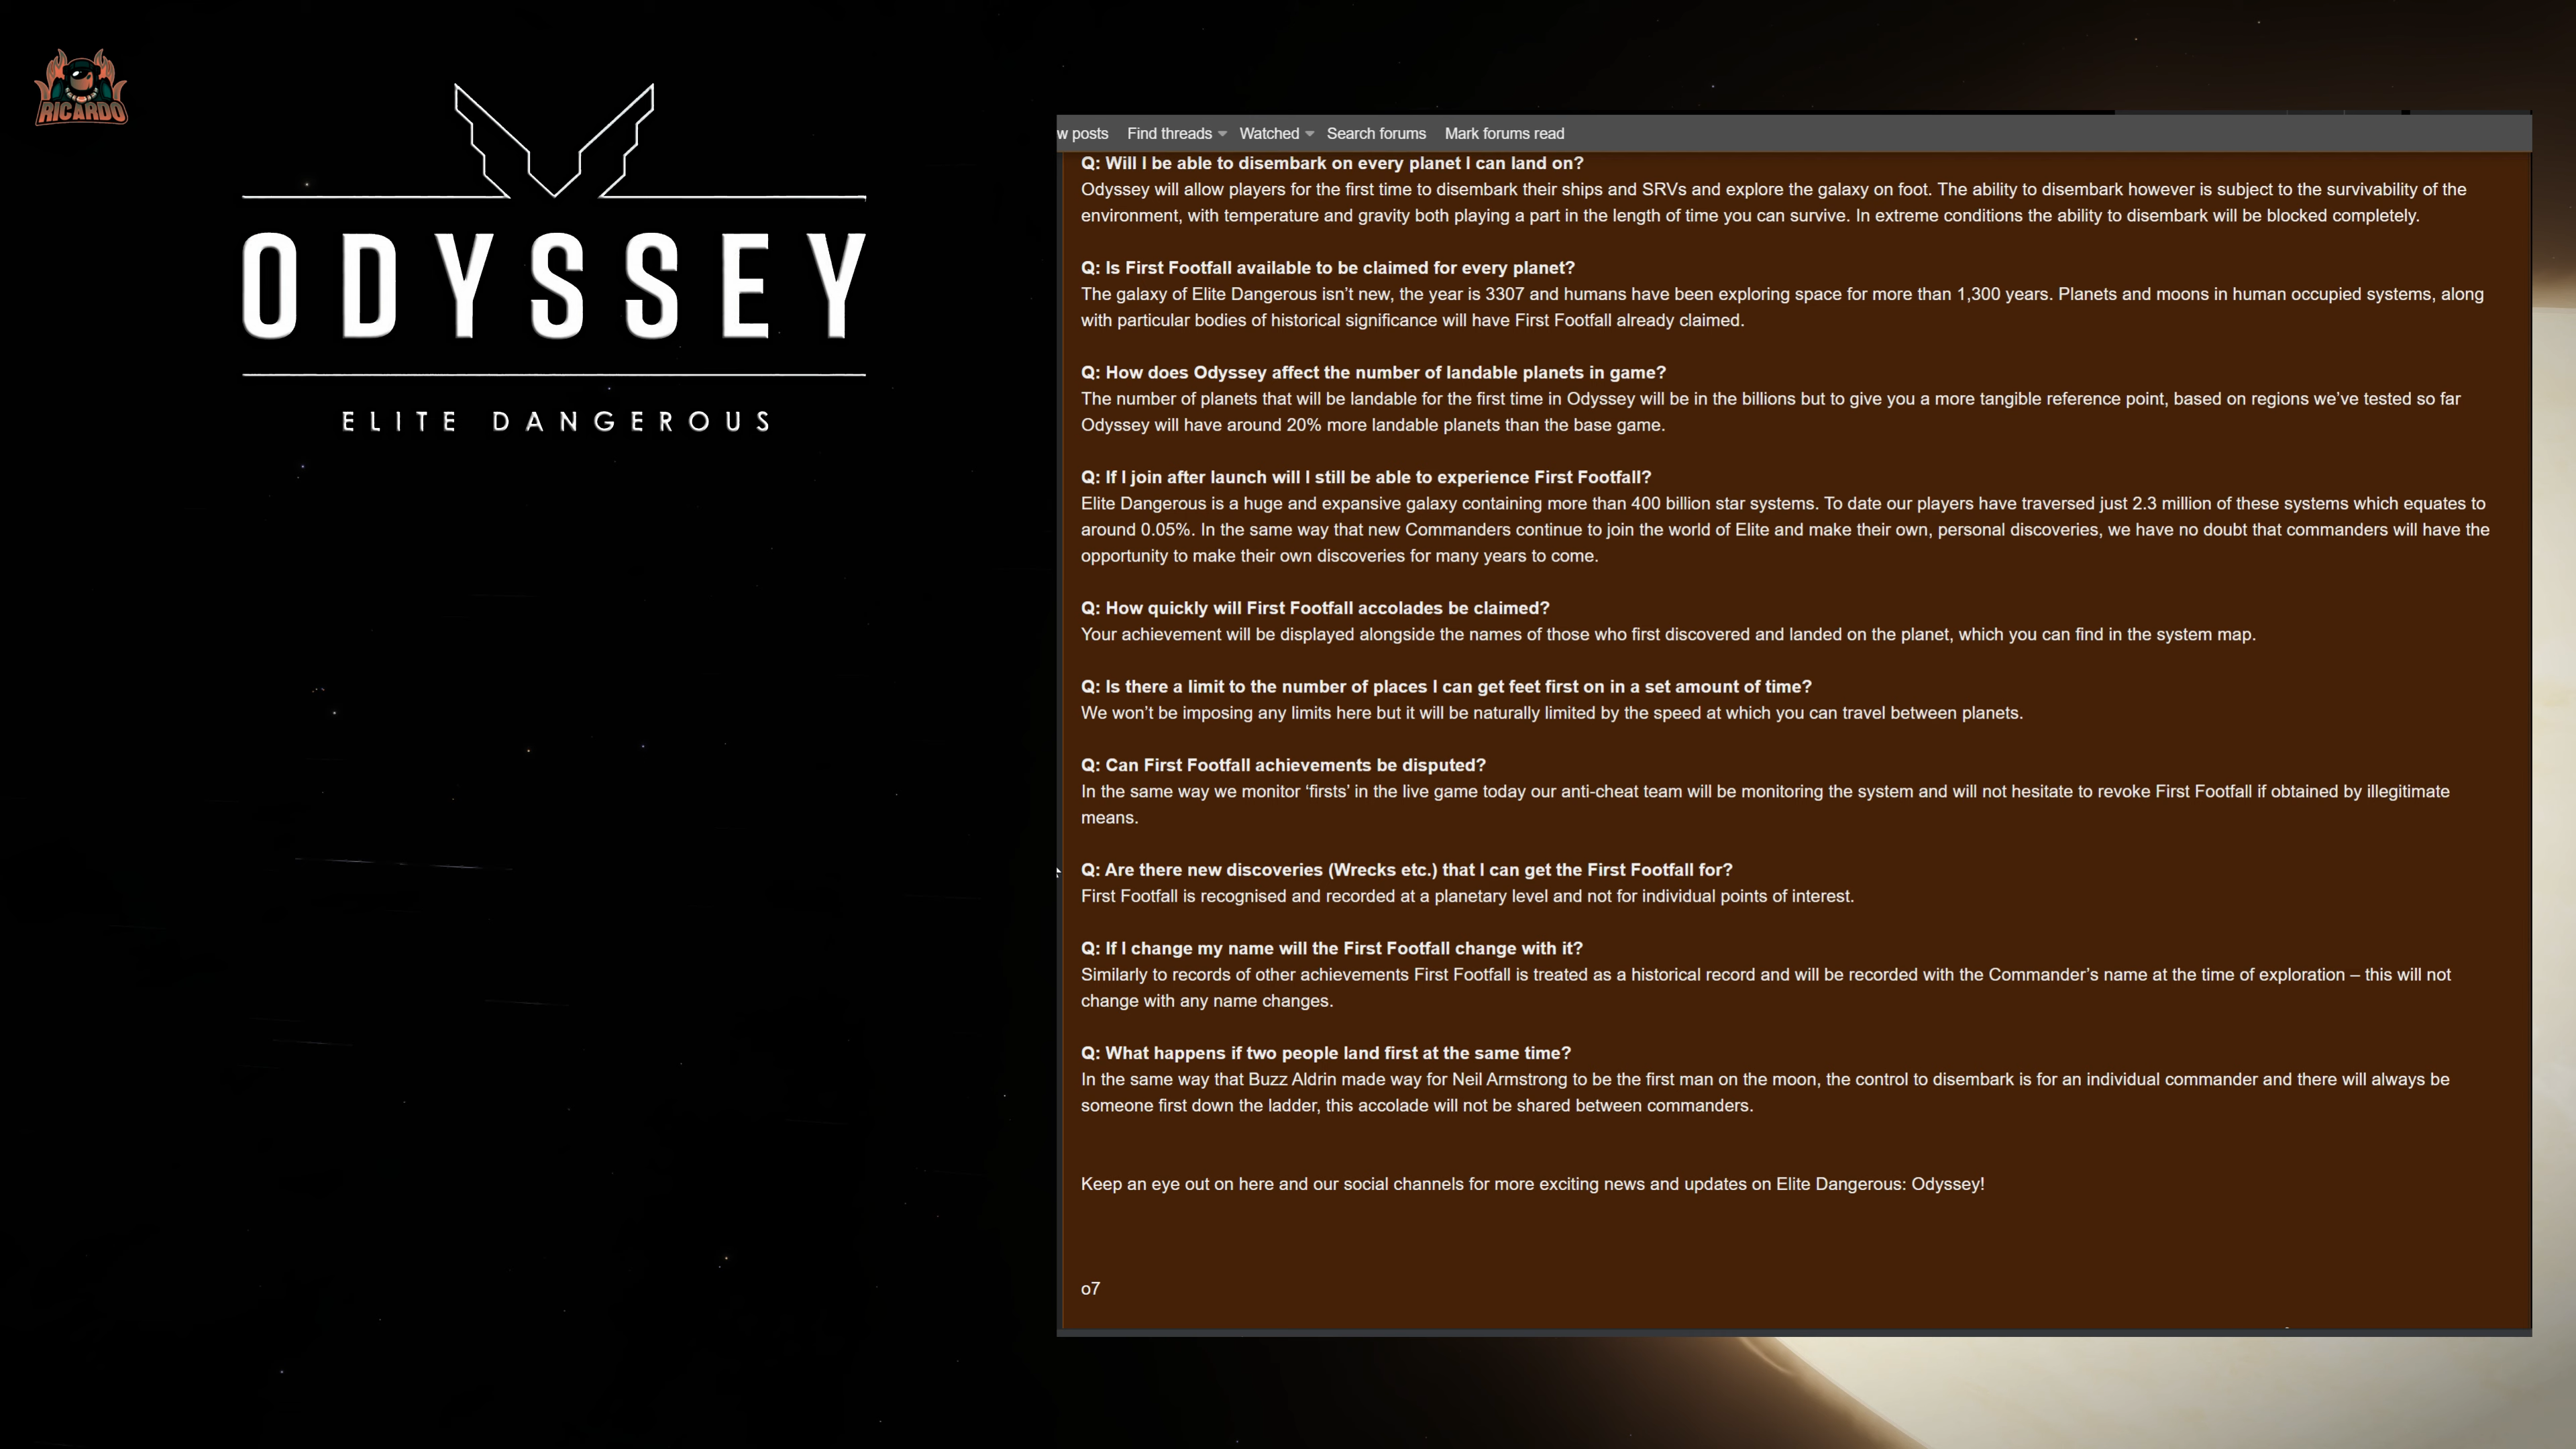 RICARDO
ODYSSEY
ELITE DANGEROUS
w posts Find threads Watched Search forums Mark forums read
Q: Will I be able to disembark on every planet I can land on?
Odyssey will allow players for the first time to disembark their ships and SRVs and explore the galaxy on foot. The ability to disembark however is subject to the survivability of the
environment, with temperature and gravity both playing a part in the length of time you can survive. In extreme conditions the ability to disembark will be blocked completely.
Q: Is First Footfall available to be claimed for every planet?
The galaxy of Elite Dangerous isn’t new, the year is 3307 and humans have been exploring space for more than 1,300 years. Planets and moons in human occupied systems, along
with particular bodies of historical significance will have First Footfall already claimed.
Q: How does Odyssey affect the number of landable planets in game?
The number of planets that will be landable for the first time in Odyssey will be in the billions but to give you a more tangible reference point, based on regions we’ve tested so far
Odyssey will have around 20% more landable planets than the base game.
Q: If I join after launch will I still be able to experience First Footfall?
Elite Dangerous is a huge and expansive galaxy containing more than 400 billion star systems. To date our players have traversed just 2.3 million of these systems which equates to
around 0.05%. In the same way that new Commanders continue to join the world of Elite and make their own, personal discoveries, we have no doubt that commanders will have the
opportunity to make their own discoveries for many years to come.
Q: How quickly will First Footfall accolades be claimed?
Your achievement will be displayed alongside the names of those who first discovered and landed on the planet, which you can find in the system map.
Q: Is there a limit to the number of places I can get feet first on in a set amount of time?
We won’t be imposing any limits here but it will be naturally limited by the speed at which you can travel between planets.
Q: Can First Footfall achievements be disputed?
In the same way we monitor ‘firsts’ in the live game today our anti-cheat team will be monitoring the system and will not hesitate to revoke First Footfall if obtained by illegitimate
means.
Q: Are there new discoveries (Wrecks etc.) that I can get the First Footfall for?
First Footfall is recognised and recorded at a planetary level and not for individual points of interest.
Q: If I change my name will the First Footfall change with it?
Similarly to records of other achievements First Footfall is treated as a historical record and will be recorded with the Commander’s name at the time of exploration – this will not
change with any name changes.
Q: What happens if two people land first at the same time?
In the same way that Buzz Aldrin made way for Neil Armstrong to be the first man on the moon, the control to disembark is for an individual commander and there will always be
someone first down the ladder, this accolade will not be shared between commanders.
Keep an eye out on here and our social channels for more exciting news and updates on Elite Dangerous: Odyssey!
o7